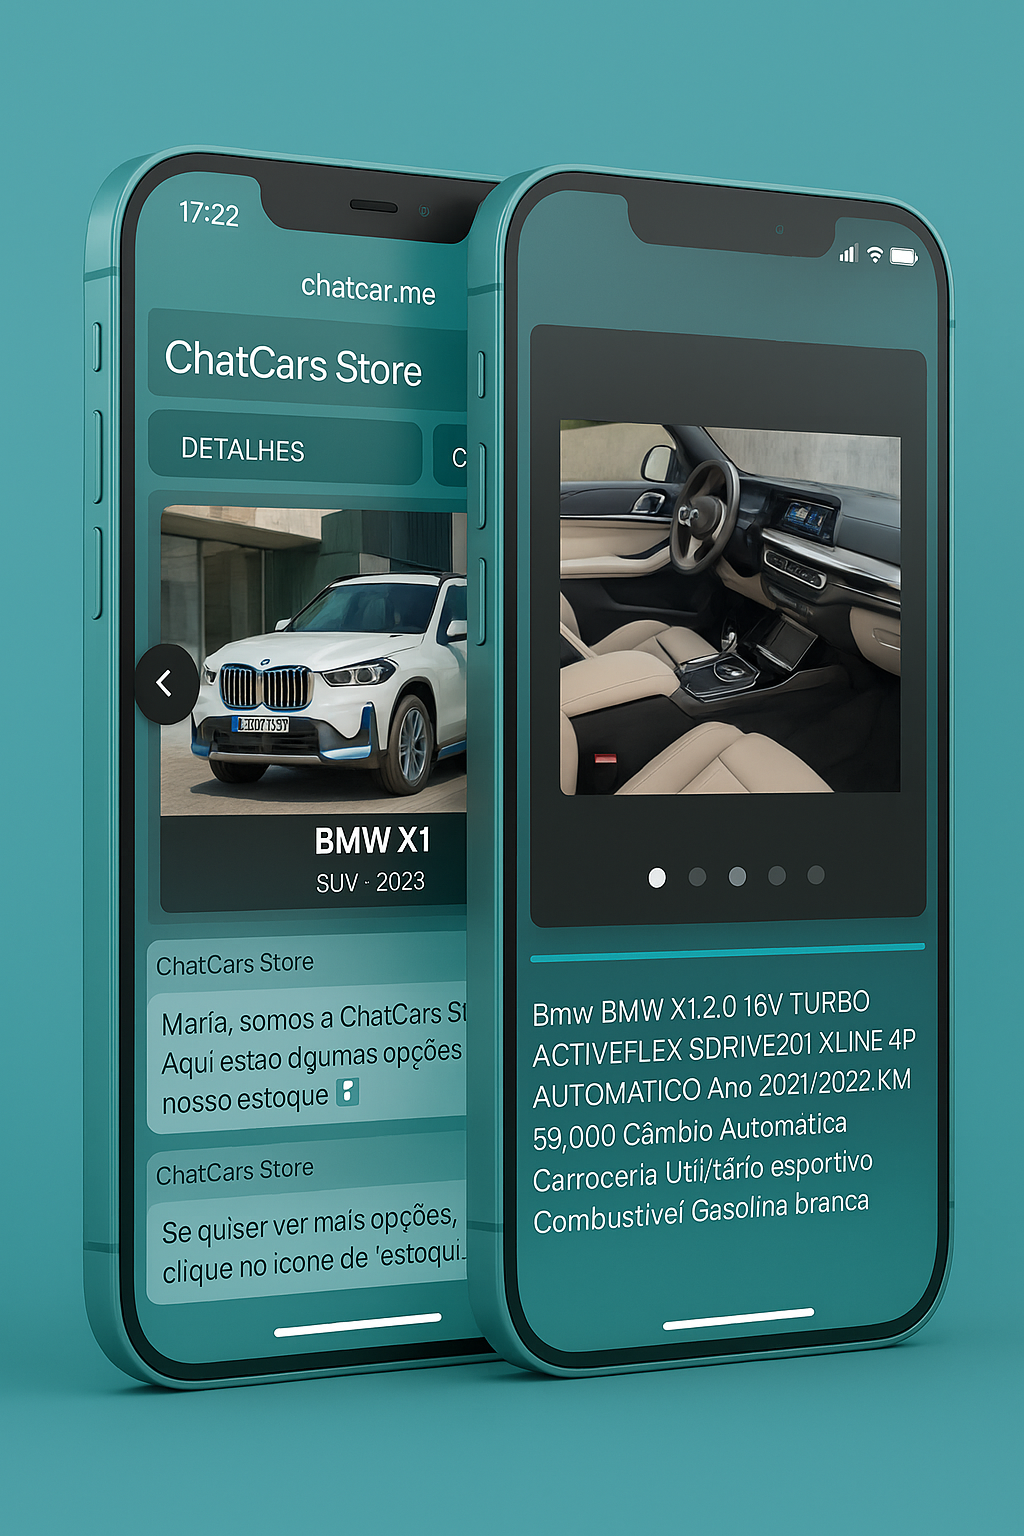 17:22
chatcar.me
ChatCars Store
DETALHES
C
BMW X1
SUV - 2023
ChatCars Store
María, somos a ChatCars St
Aquí estao dgumas opções
nosso estoque
ChatCars Store
Se quiser ver mais opções,
clique no icone de 'estoqui..
Bmw BMW X1.2.0 16V TURBO
ACTIVEFLEX SDRIVE201 XLINE 4P
AUTOMATICO Ano 2021/2022.KM
59,000 Câmbio Automática
Carroceria Utíi/tárío esportivo
Combustiveí Gasolina branca